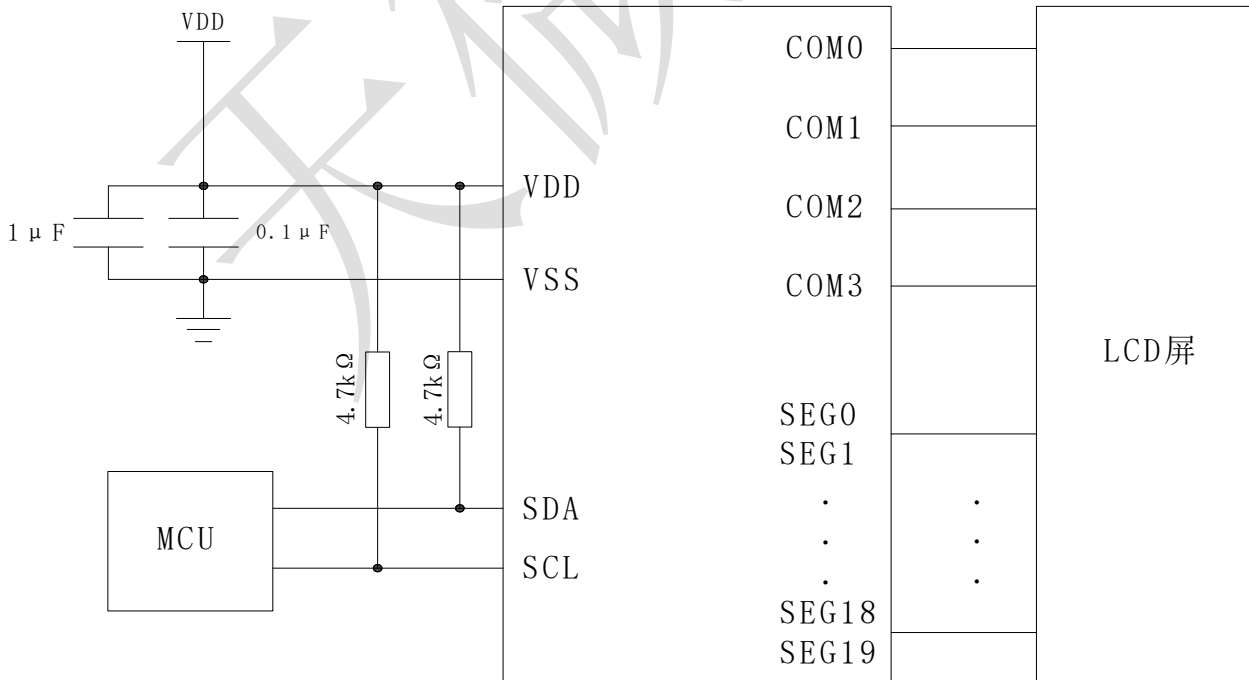 VDD
COM0
COM1
VDD
COM2
1μF
0.1μF
VSS
COM3
4.7kΩ
4.7kΩ
LCD屏
SEG0
SEG1
SDA
MCU
SCL
SEG18
SEG19